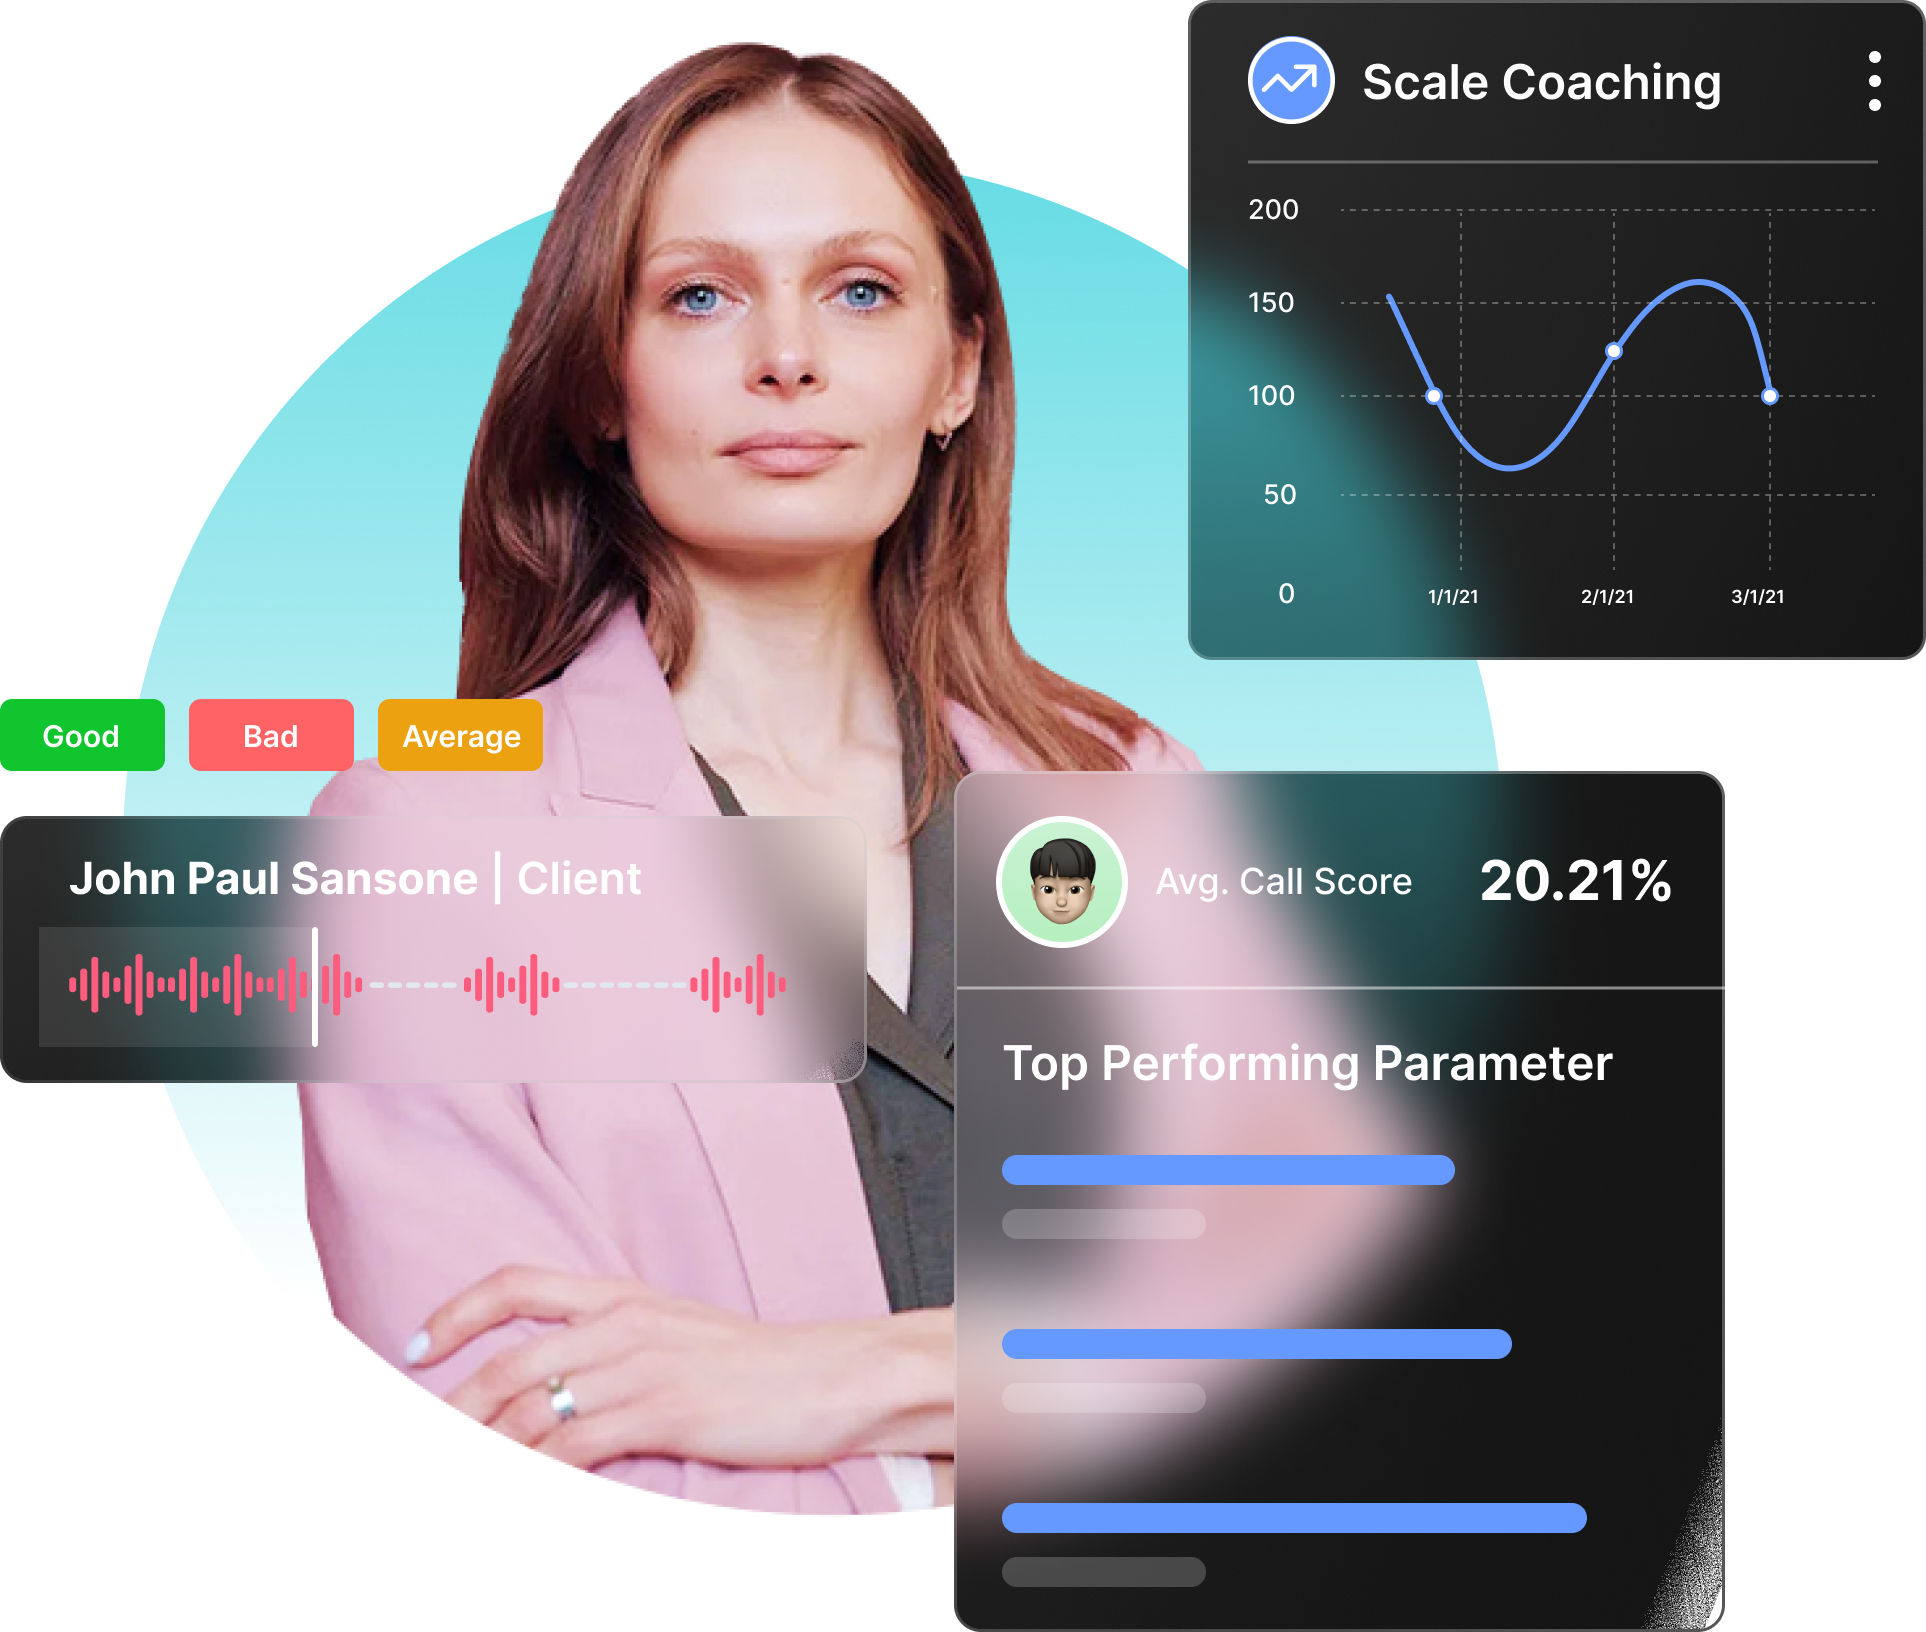 Scale Coaching
200
150
100
50
0
1/1/21 2/1/21 3/1/21
Good Bad Average
John Paul Sansone | Client
Avg. Call Score 20.21%
Top Performing Parameter